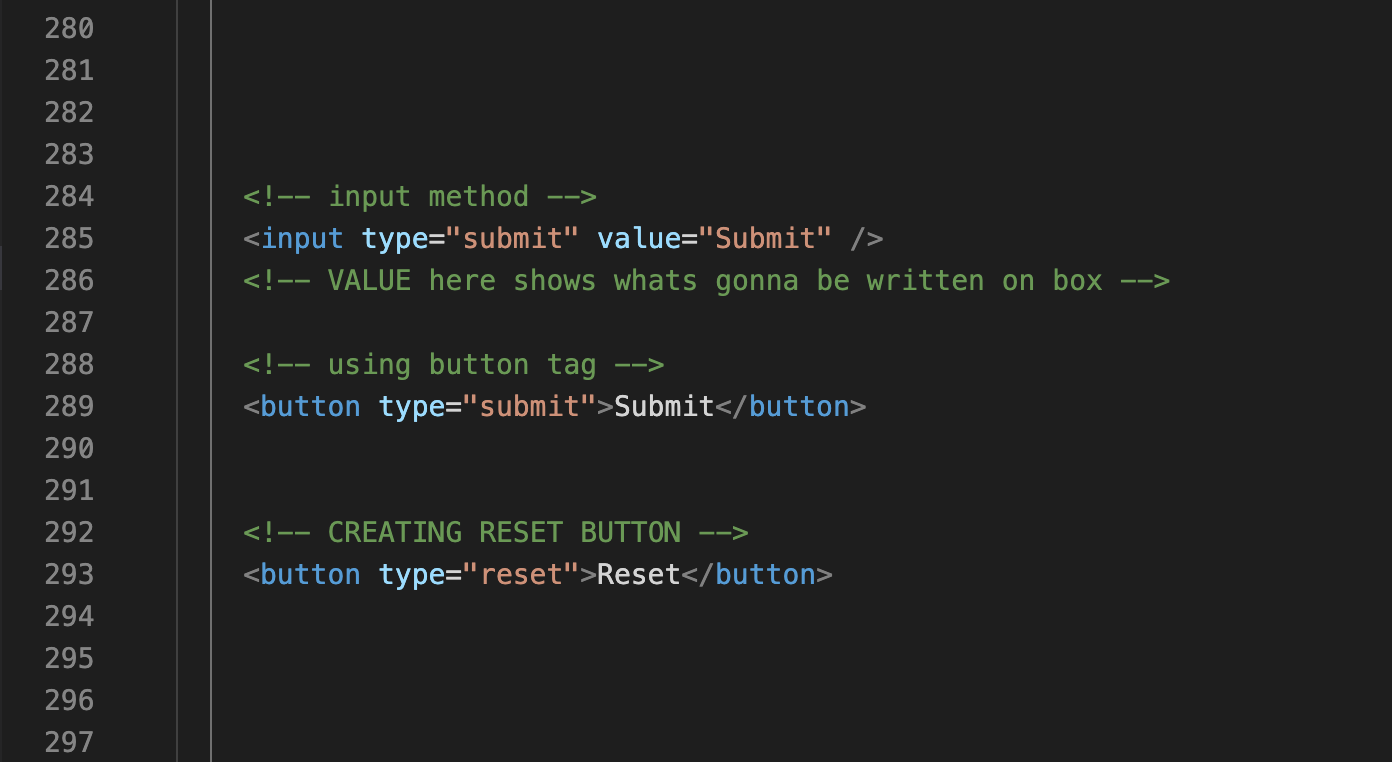 280
281
282
283
284 <!-- input method -->
285 <input type="submit" value="Submit" />
286 <!-- VALUE here shows whats gonna be written on box -->
287
288 <!-- using button tag -->
289 <button type="submit">Submit</button>
290
291
292 <!-- CREATING RESET BUTTON -->
293 <button type="reset">Reset</button>
294
295
296
297